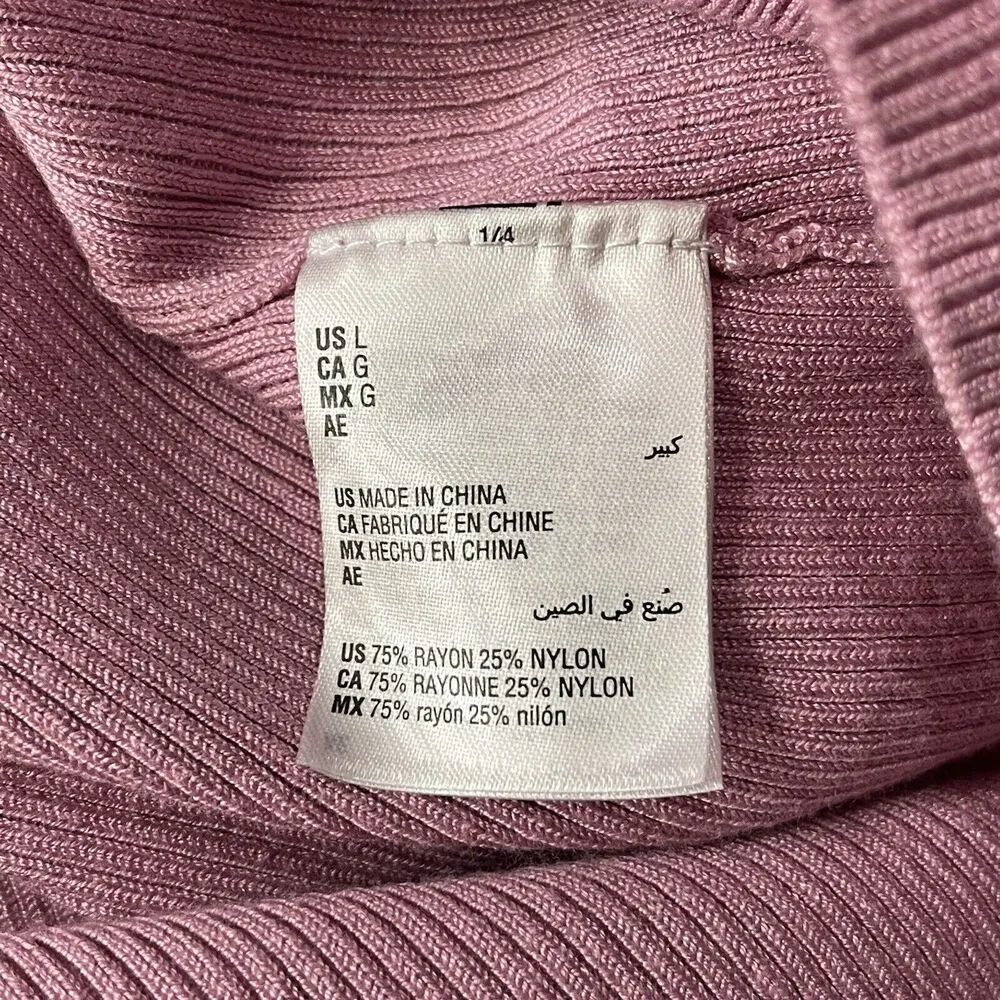 1/4
US L
CA G
MX G
AE
كبير
US MADE IN CHINA
CA FABRIQUÉ EN CHINE
MX HECHO EN CHINA
AE
صُنع في الصين
US 75% RAYON 25% NYLON
CA 75% RAYONNE 25% NYLON
MX 75% rayón 25% nilón